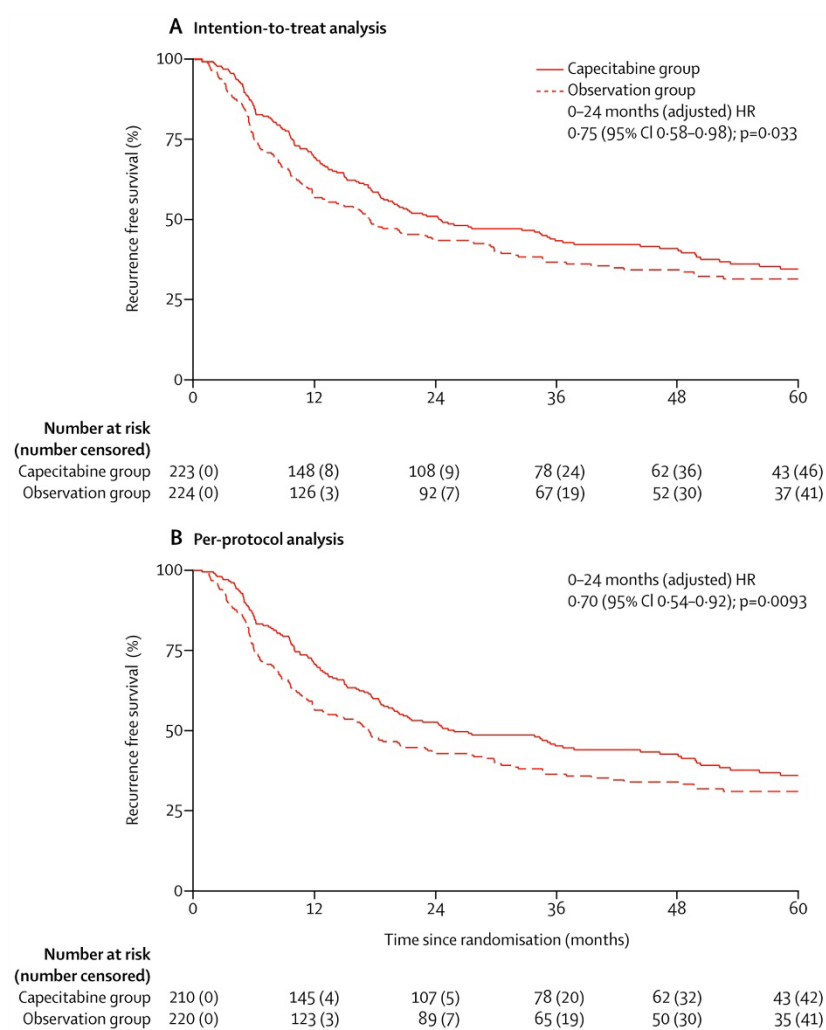 A Intention-to-treat analysis
Capecitabine group
Observation group
0–24 months (adjusted) HR
0·75 (95% Cl 0·58–0·98); p=0·033
Recurrence free survival (%)
100
75
50
25
0
0 12 24 36 48 60
Number at risk
(number censored)
Capecitabine group 223 (0) 148 (8) 108 (9) 78 (24) 62 (36) 43 (46)
Observation group 224 (0) 126 (3) 92 (7) 67 (19) 52 (30) 37 (41)
B Per-protocol analysis
0–24 months (adjusted) HR
0·70 (95% Cl 0·54–0·92); p=0·0093
Recurrence free survival (%)
100
75
50
25
0
0 12 24 36 48 60
Time since randomisation (months)
Number at risk
(number censored)
Capecitabine group 210 (0) 145 (4) 107 (5) 78 (20) 62 (32) 43 (42)
Observation group 220 (0) 123 (3) 89 (7) 65 (19) 50 (30) 35 (41)